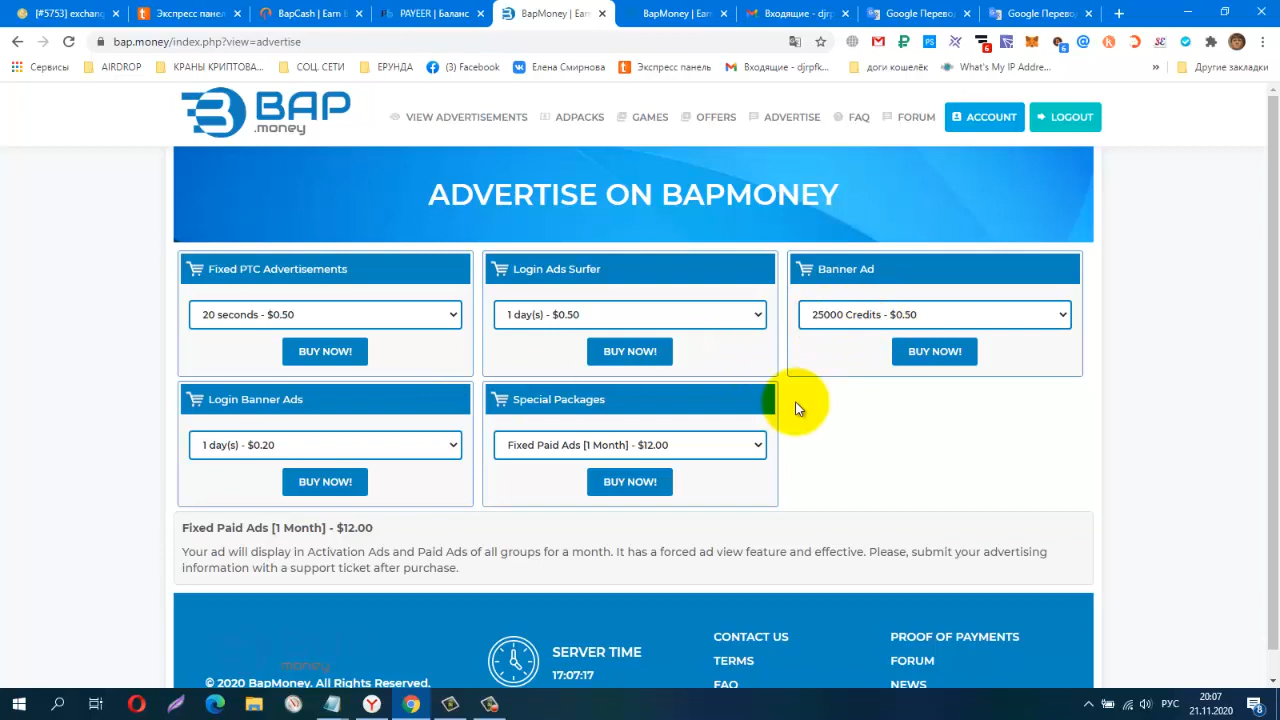 [#5753] exchang
Экспресс панел
BapCash | Earn B
PAYEER | Баланс
BapMoney | Earn
BapMoney | Earn
Входящие - djrp
Google Перевод
Google Перевод
bap.money/index.php?view=advertise
Сервисы
AIRDROP
КРАНЫ КРИПТОВА...
СОЦ. СЕТИ
ЕРУНДА
(3) Facebook
Елена Смирнова
Экспресс панель
Входящие - djrpfk...
доги кошелёк
What's My IP Addre...
»
Другие закладки
BAP
.money
VIEW ADVERTISEMENTS
ADPACKS
GAMES
OFFERS
ADVERTISE
FAQ
FORUM
ACCOUNT
LOGOUT
ADVERTISE ON BAPMONEY
Fixed PTC Advertisements
20 seconds - $0.50
BUY NOW!
Login Ads Surfer
1 day(s) - $0.50
BUY NOW!
Banner Ad
25000 Credits - $0.50
BUY NOW!
Login Banner Ads
1 day(s) - $0.20
BUY NOW!
Special Packages
Fixed Paid Ads [1 Month] - $12.00
BUY NOW!
Fixed Paid Ads [1 Month] - $12.00
Your ad will display in Activation Ads and Paid Ads of all groups for a month. It has a forced ad view feature and effective. Please, submit your advertising
information with a support ticket after purchase.
money
© 2020 BapMoney. All Rights Reserved.
SERVER TIME
17:07:17
CONTACT US
TERMS
FAQ
PROOF OF PAYMENTS
FORUM
NEWS
РУС
20:07
21.11.2020